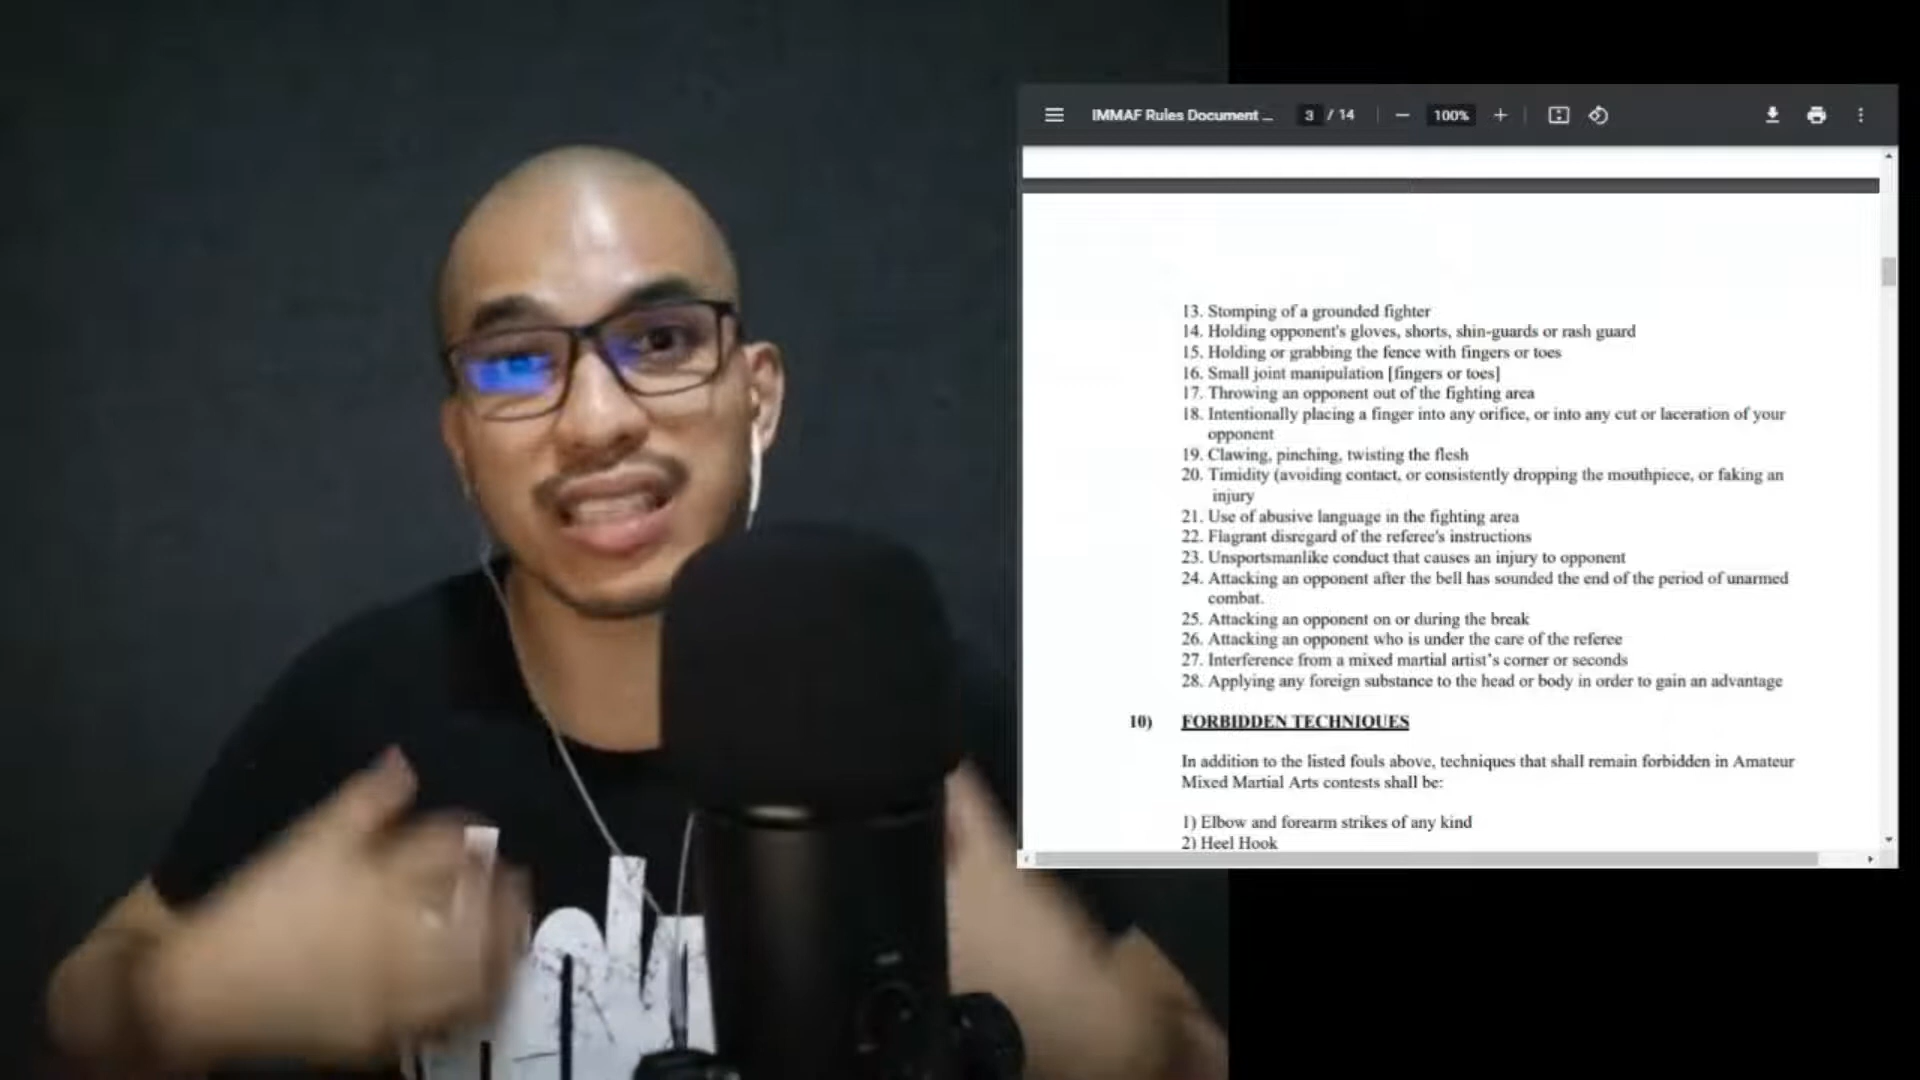 IMMAF Rules Document ...
3 / 14
100%
13. Stomping of a grounded fighter
14. Holding opponent's gloves, shorts, shin-guards or rash guard
15. Holding or grabbing the fence with fingers or toes
16. Small joint manipulation [fingers or toes]
17. Throwing an opponent out of the fighting area
18. Intentionally placing a finger into any orifice, or into any cut or laceration of your
opponent
19. Clawing, pinching, twisting the flesh
20. Timidity (avoiding contact, or consistently dropping the mouthpiece, or faking an
injury
21. Use of abusive language in the fighting area
22. Flagrant disregard of the referee's instructions
23. Unsportsmanlike conduct that causes an injury to opponent
24. Attacking an opponent after the bell has sounded the end of the period of unarmed
combat.
25. Attacking an opponent on or during the break
26. Attacking an opponent who is under the care of the referee
27. Interference from a mixed martial artist's corner or seconds
28. Applying any foreign substance to the head or body in order to gain an advantage
10) FORBIDDEN TECHNIQUES
In addition to the listed fouls above, techniques that shall remain forbidden in Amateur
Mixed Martial Arts contests shall be:
1) Elbow and forearm strikes of any kind
2) Heel Hook